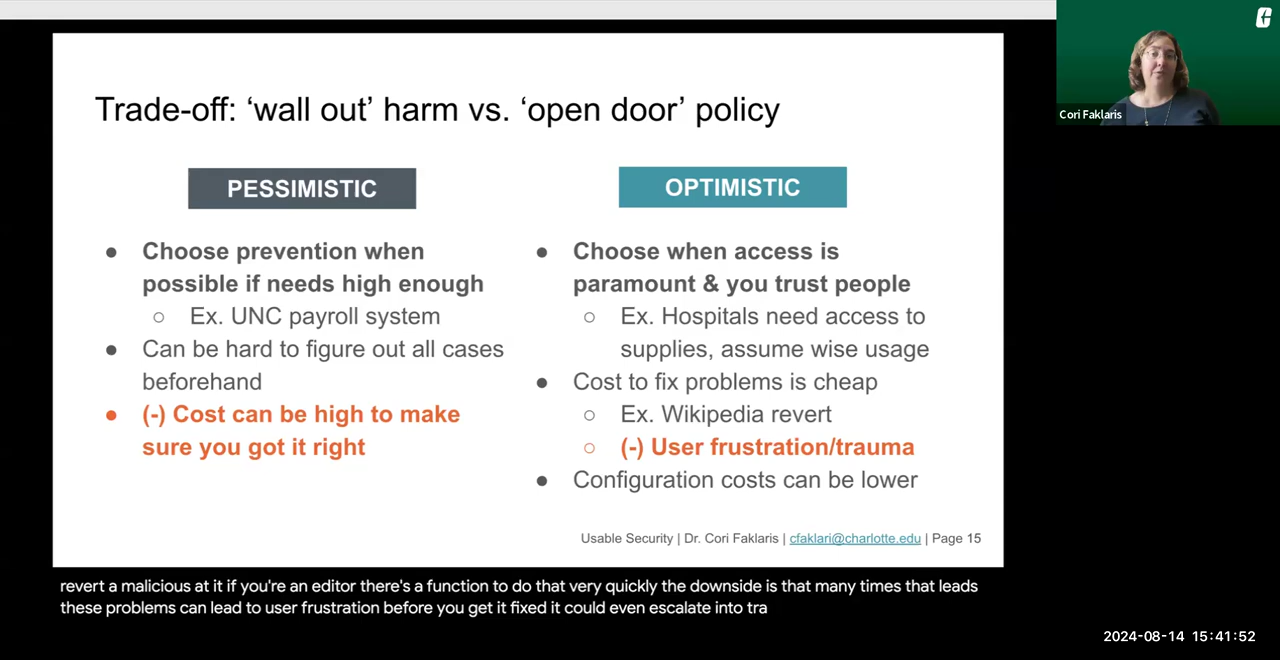 Trade-off: ‘wall out’ harm vs. ‘open door’ policy
PESSIMISTIC
● Choose prevention when
possible if needs high enough
○ Ex. UNC payroll system
● Can be hard to figure out all cases
beforehand
● (-) Cost can be high to make
sure you got it right
OPTIMISTIC
● Choose when access is
paramount & you trust people
○ Ex. Hospitals need access to
supplies, assume wise usage
● Cost to fix problems is cheap
○ Ex. Wikipedia revert
○ (-) User frustration/trauma
● Configuration costs can be lower
Usable Security | Dr. Cori Faklaris | cfaklari@charlotte.edu | Page 15
Cori Faklaris
revert a malicious at it if you're an editor there's a function to do that very quickly the downside is that many times that leads
these problems can lead to user frustration before you get it fixed it could even escalate into tra
2024-08-14 15:41:52